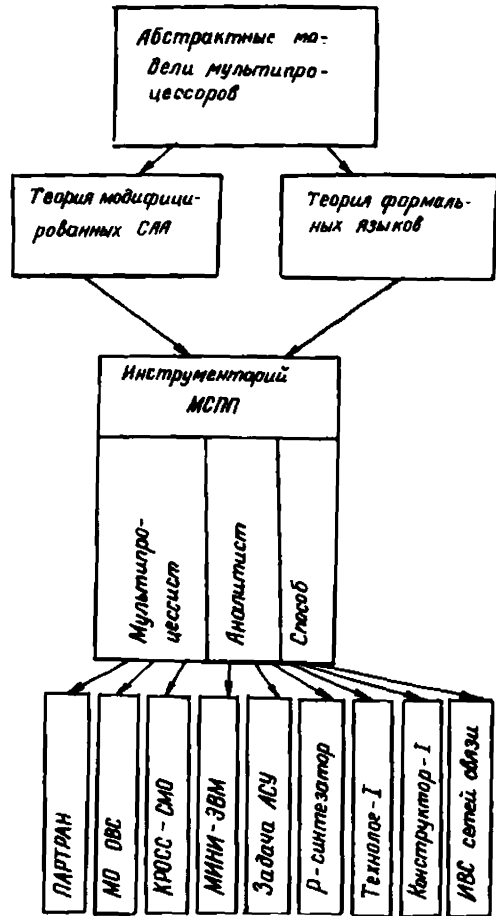 Абстрактные мо-
дели мультипро-
цессоров
Теория модифици-
рованных САА
Теория формаль-
ных языков
Инструментарий
МСПП
Мультипро-
цессист
Аналитист
Способ
ПАРТРАН
МО ОВС
КРОСС-СМО
МИНИ-ЭВМ
Задача АСУ
Р-синтезатор
Технолог-I
Конструктор-I
ИВС сетей связи